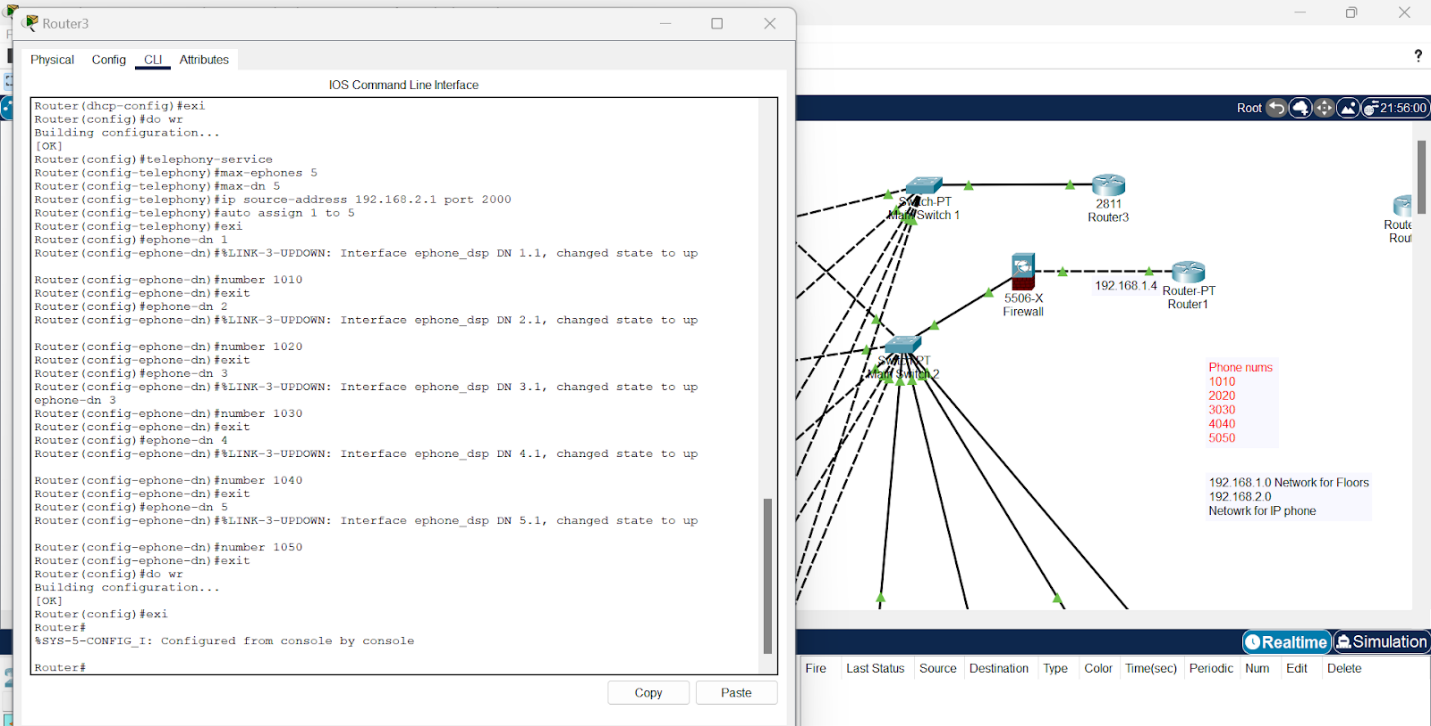 Router3
Physical Config CLI Attributes
IOS Command Line Interface
Router(dhcp-config)#exi
Router(config)#do wr
Building configuration...
[OK]
Router(config)#telephony-service
Router(config-telephony)#max-ephones 5
Router(config-telephony)#max-dn 5
Router(config-telephony)#ip source-address 192.168.2.1 port 2000
Router(config-telephony)#auto assign 1 to 5
Router(config-telephony)#exi
Router(config)#ephone-dn 1
Router(config-ephone-dn)#%LINK-3-UPDOWN: Interface ephone_dsp DN 1.1, changed state to up
Router(config-ephone-dn)#number 1010
Router(config-ephone-dn)#exit
Router(config)#ephone-dn 2
Router(config-ephone-dn)#%LINK-3-UPDOWN: Interface ephone_dsp DN 2.1, changed state to up
Router(config-ephone-dn)#number 1020
Router(config-ephone-dn)#exit
Router(config)#ephone-dn 3
Router(config-ephone-dn)#%LINK-3-UPDOWN: Interface ephone_dsp DN 3.1, changed state to up
ephone-dn 3
Router(config-ephone-dn)#number 1030
Router(config-ephone-dn)#exit
Router(config)#ephone-dn 4
Router(config-ephone-dn)#%LINK-3-UPDOWN: Interface ephone_dsp DN 4.1, changed state to up
Router(config-ephone-dn)#number 1040
Router(config-ephone-dn)#exit
Router(config)#ephone-dn 5
Router(config-ephone-dn)#%LINK-3-UPDOWN: Interface ephone_dsp DN 5.1, changed state to up
Router(config-ephone-dn)#number 1050
Router(config-ephone-dn)#exit
Router(config)#do wr
Building configuration...
[OK]
Router(config)#exi
Router#
%SYS-5-CONFIG_I: Configured from console by console
Router#
Copy Paste
?
Root 21:56:00
Switch-PT
Main Switch 1
2811
Router3
Route
Rout
5506-X
Firewall
192.168.1.4
Router-PT
Router1
Switch-PT
Main Switch 2
Phone nums
1010
2020
3030
4040
5050
192.168.1.0 Network for Floors
192.168.2.0
Netowrk for IP phone
Realtime Simulation
Fire Last Status Source Destination Type Color Time(sec) Periodic Num Edit Delete